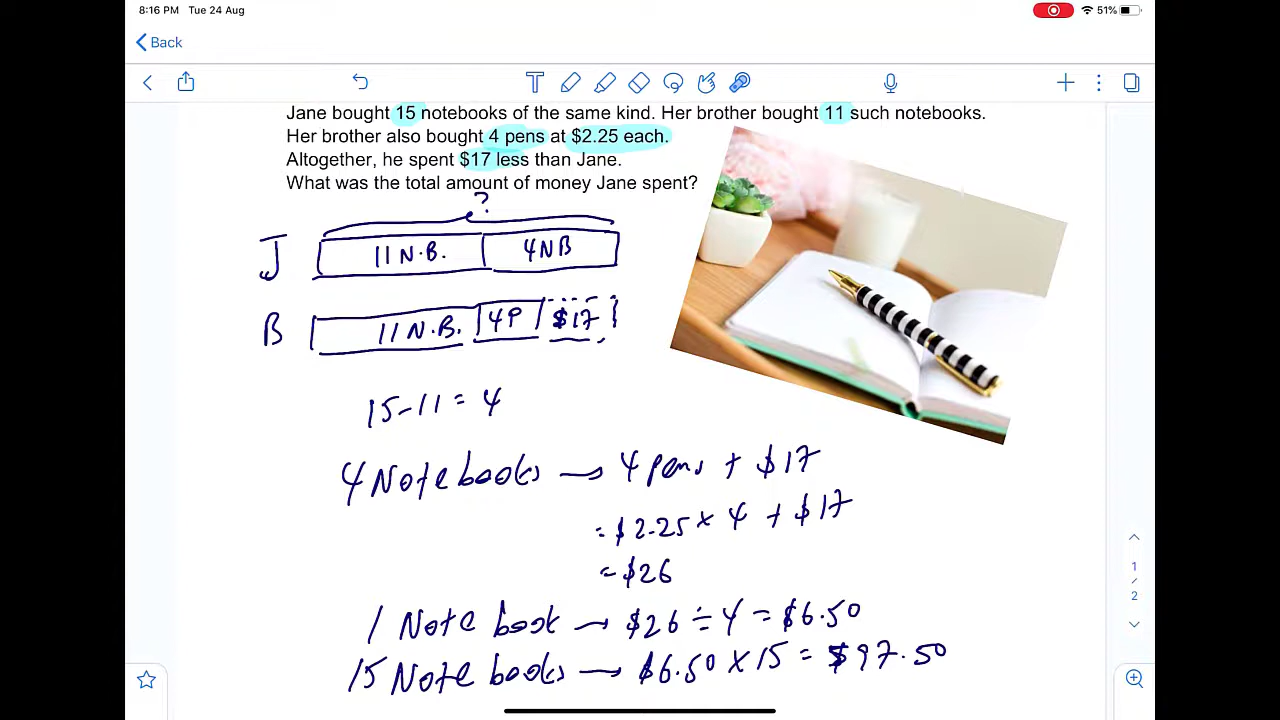 8:16 PM Tue 24 Aug
51%
Back
T
Jane bought 15 notebooks of the same kind. Her brother bought 11 such notebooks.
Her brother also bought 4 pens at $2.25 each.
Altogether, he spent $17 less than Jane.
What was the total amount of money Jane spent?
?
J 11 N.B. 4 NB
B 11 N.B. 4P $17
15-11 = 4
4 Notebooks → 4 pens + $17
= $2.25 × 4 + $17
= $26
1 Note book → $26 ÷ 4 = $6.50
15 Note books → $6.50 × 15 = $97.50
1
/
2